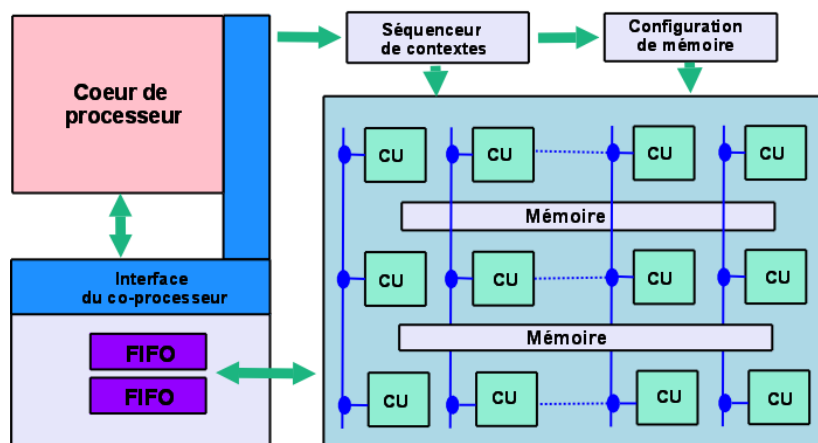 Coeur de
processeur
Séquenceur
de contextes
Configuration
de mémoire
CU
CU
CU
CU
Mémoire
CU
CU
CU
CU
Mémoire
CU
CU
CU
CU
Interface
du co-processeur
FIFO
FIFO